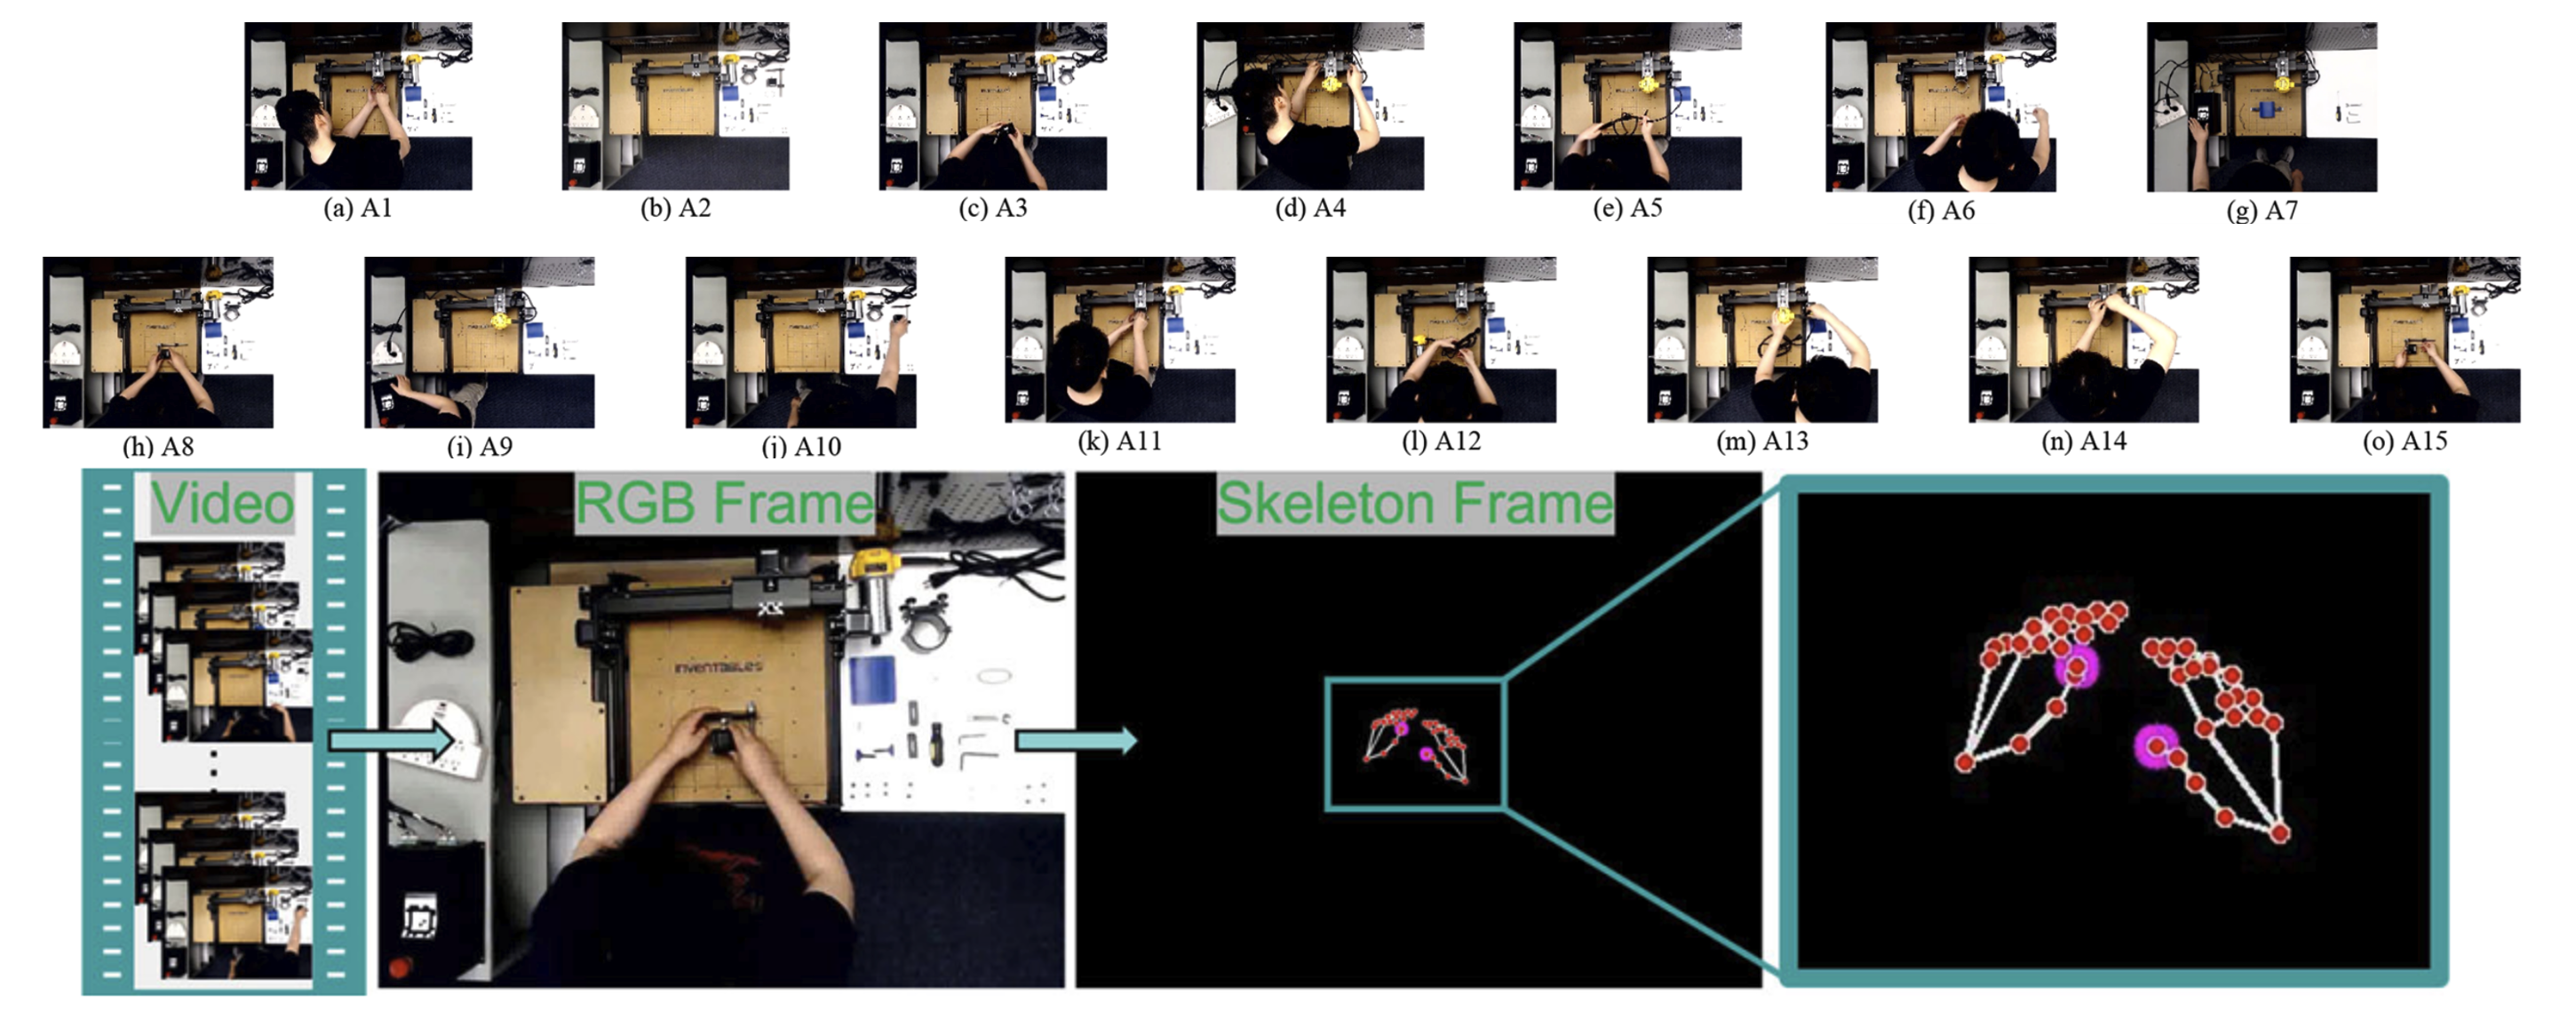 (a) A1
(b) A2
(c) A3
(d) A4
(e) A5
(f) A6
(g) A7
(h) A8
(i) A9
(j) A10
(k) A11
(l) A12
(m) A13
(n) A14
(o) A15
Video
RGB Frame
Skeleton Frame
INVENTABLES